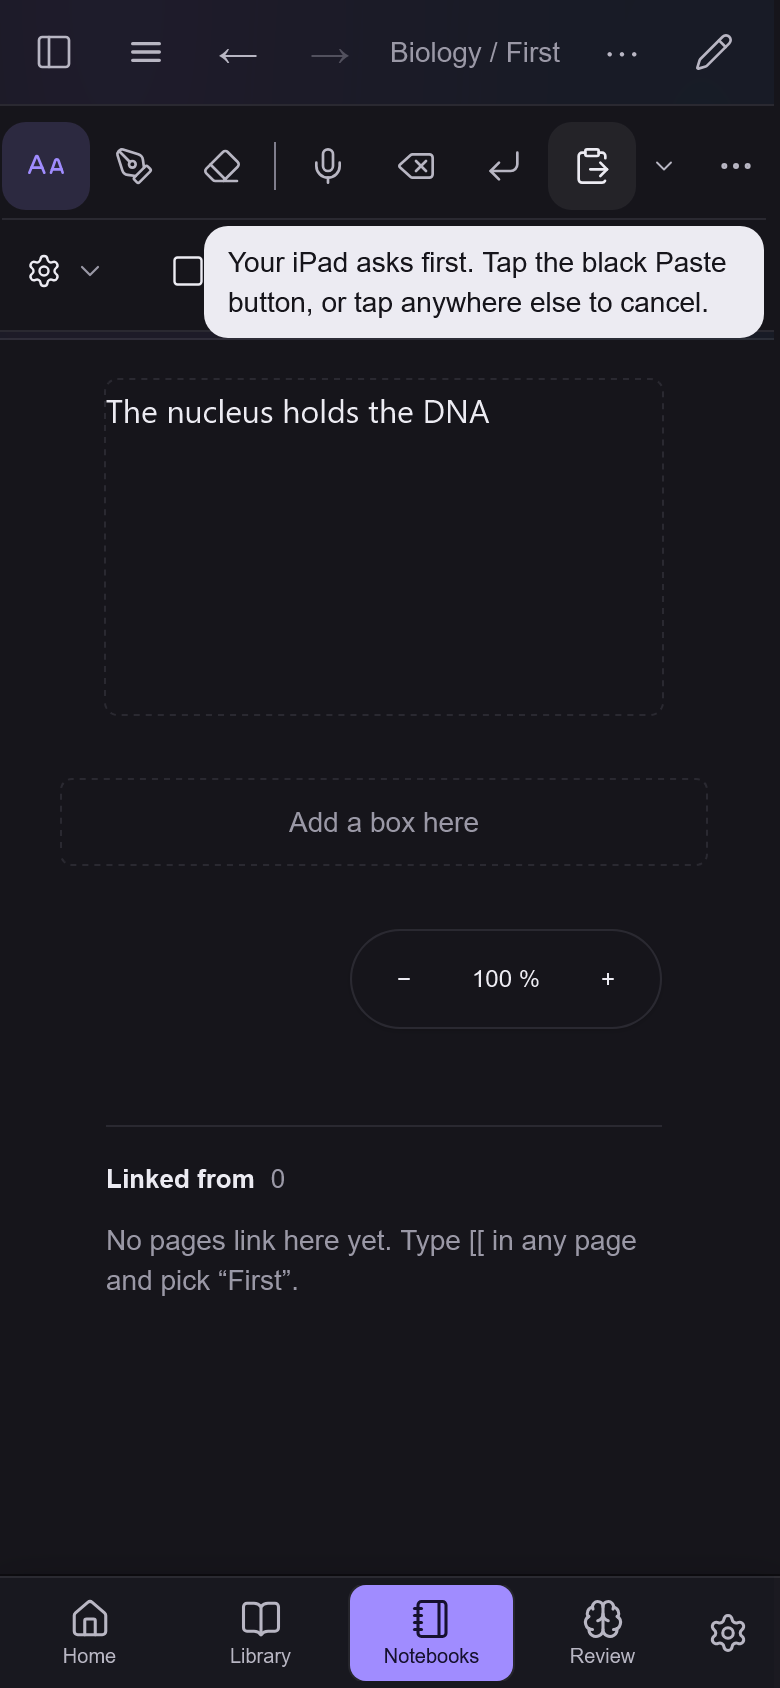 Biology / First
AA
Your iPad asks first. Tap the black Paste
button, or tap anywhere else to cancel.
The nucleus holds the DNA
Add a box here
− 100 % +
Linked from 0
No pages link here yet. Type [[ in any page
and pick “First”.
Home Library Notebooks Review